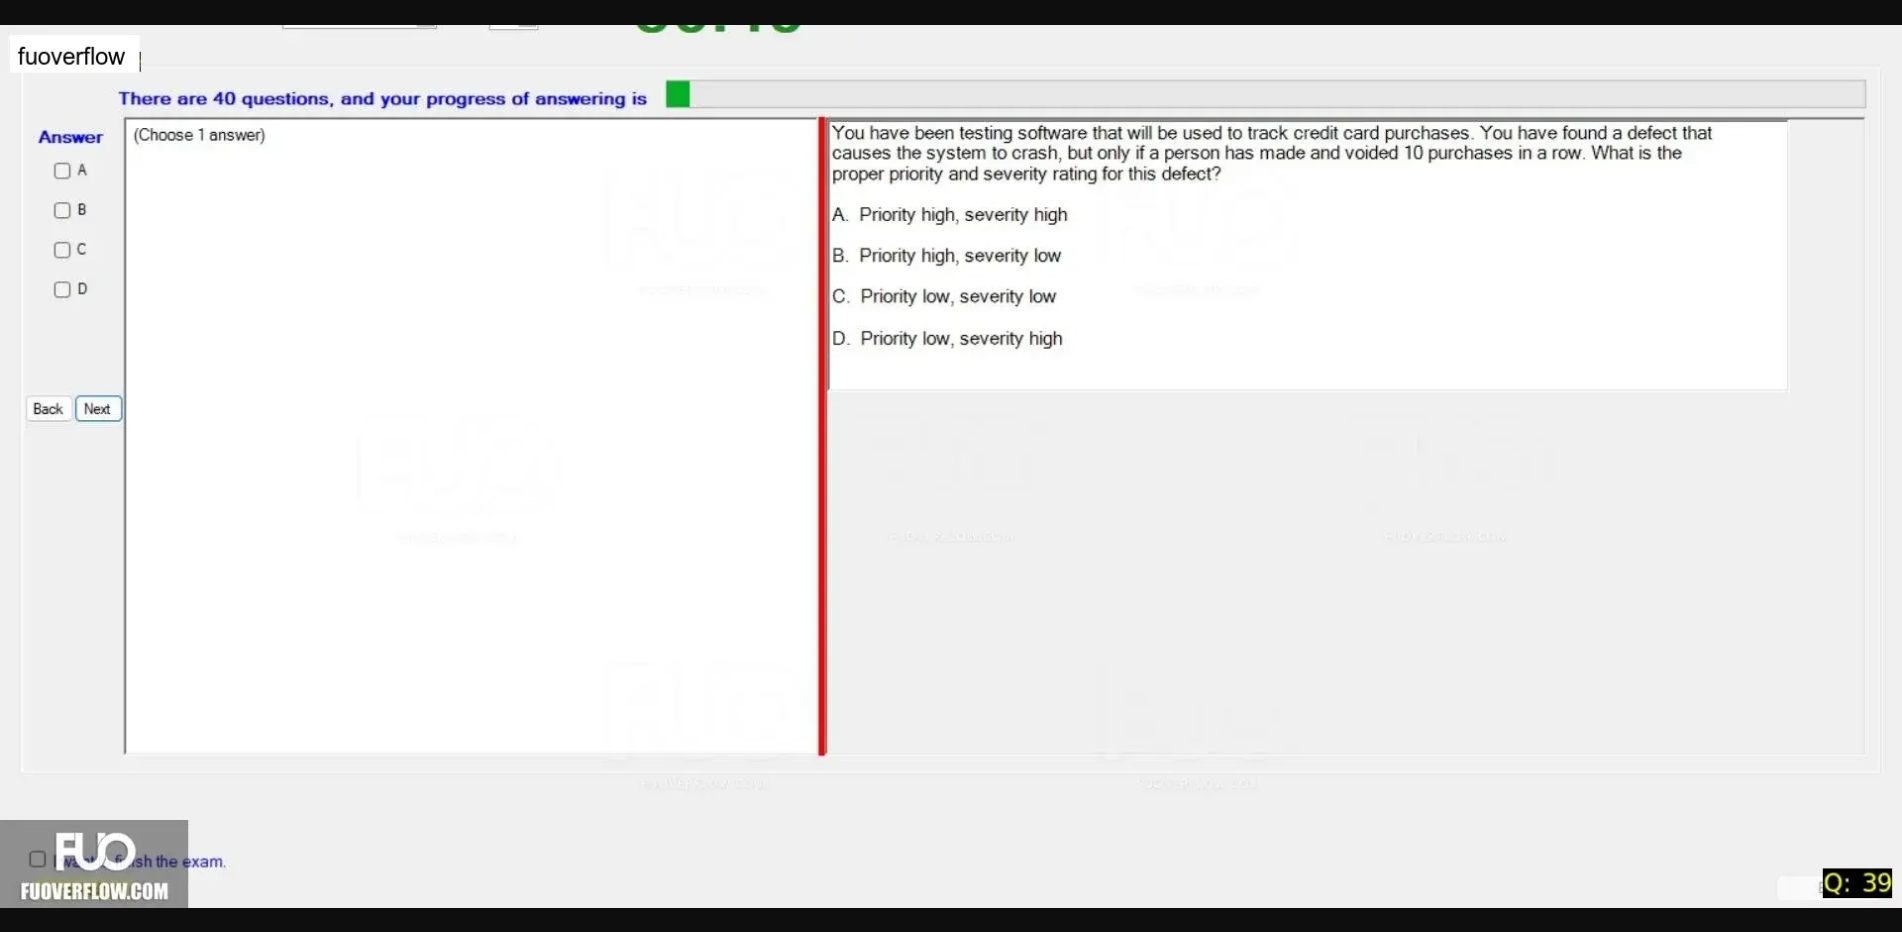 fuoverflow
There are 40 questions, and your progress of answering is
Answer
(Choose 1 answer)
A
B
C
D
Back Next
You have been testing software that will be used to track credit card purchases. You have found a defect that
causes the system to crash, but only if a person has made and voided 10 purchases in a row. What is the
proper priority and severity rating for this defect?
A. Priority high, severity high
B. Priority high, severity low
C. Priority low, severity low
D. Priority low, severity high
FUO
finish the exam.
FUOVERFLOW.COM
Q: 39